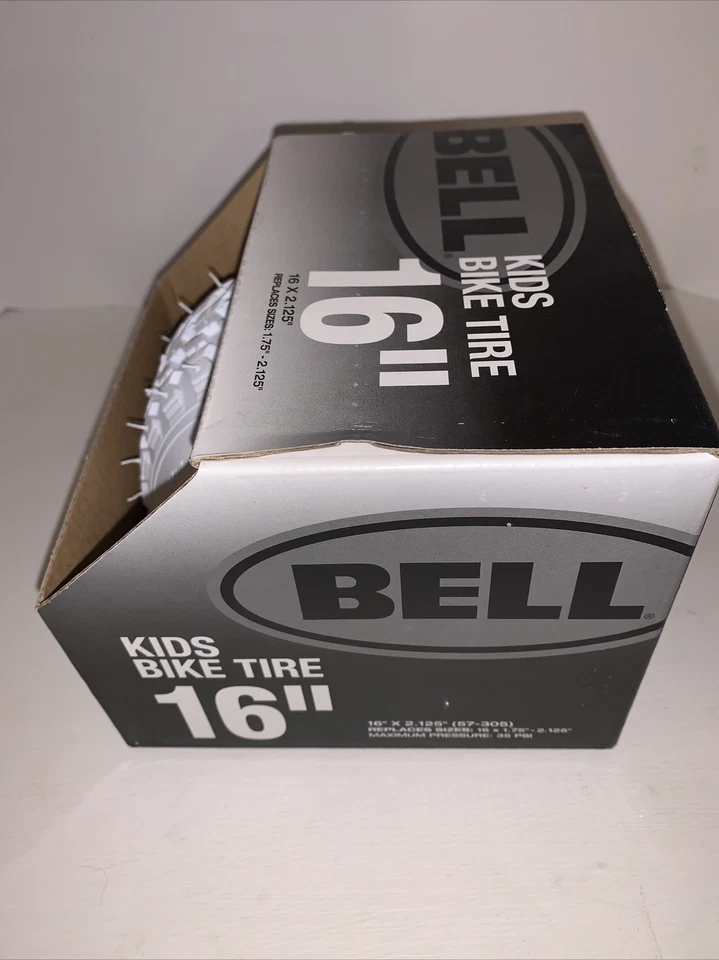 BELL
KIDS
BIKE TIRE
16"
16 X 2.125"
REPLACES SIZES: 1.75" - 2.125"
BELL®
KIDS
BIKE TIRE
16"
16" X 2.125" (57-305)
REPLACES SIZES: 16 x 1.75" - 2.125"
MAXIMUM PRESSURE: 35 PSI